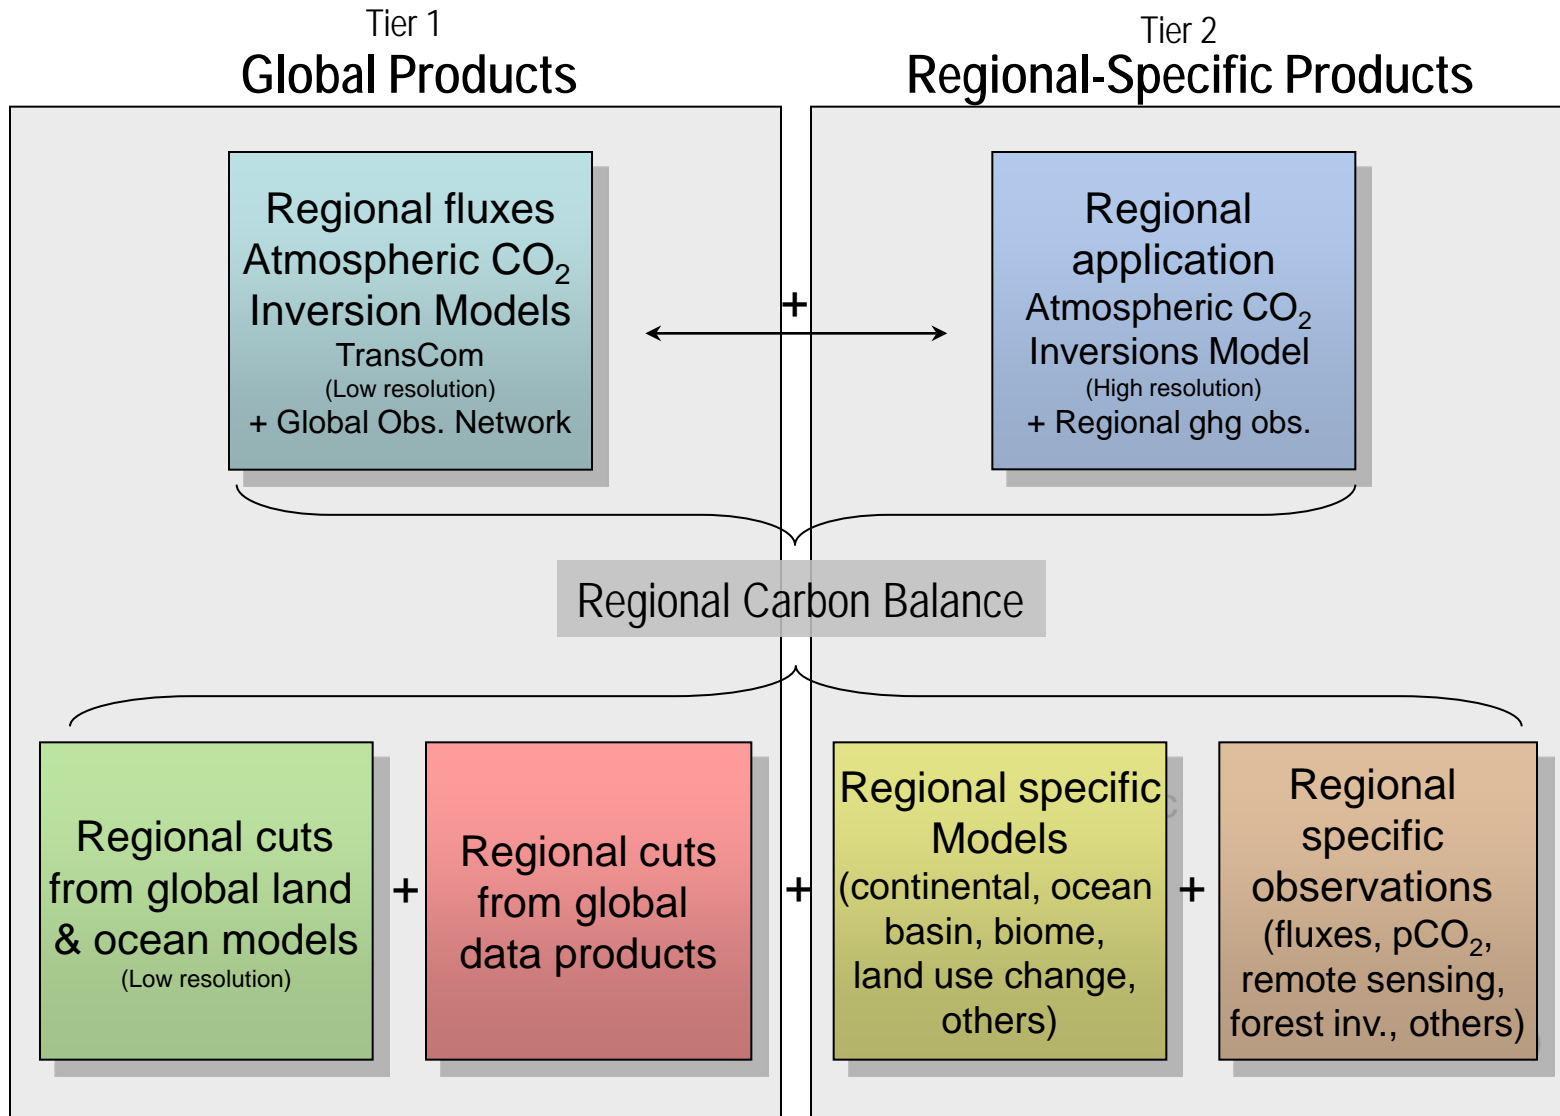 Tier 1
Global Products
Tier 2
Regional-Specific Products
Regional fluxes
Atmospheric CO₂
Inversion Models
TransCom
(Low resolution)
+ Global Obs. Network
+
Regional
application
Atmospheric CO₂
Inversions Model
(High resolution)
+ Regional ghg obs.
Regional Carbon Balance
Regional cuts
from global land
& ocean models
(Low resolution)
+
Regional cuts
from global
data products
+
Regional specific
Models
(continental, ocean
basin, biome,
land use change,
others)
+
Regional
specific
observations
(fluxes, pCO₂,
remote sensing,
forest inv., others)